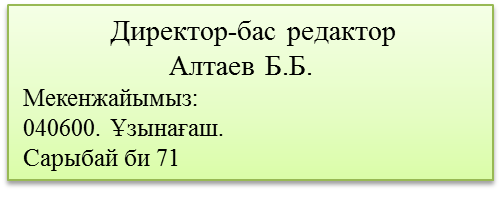 Директор-бас редактор
Алтаев Б.Б.
Мекенжайымыз:
040600. Ұзынағаш.
Сарыбай би 71